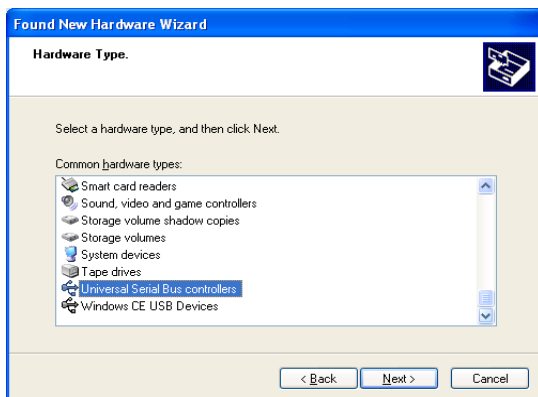 Found New Hardware Wizard
Hardware Type.
Select a hardware type, and then click Next.
Common hardware types:
Smart card readers
Sound, video and game controllers
Storage volume shadow copies
Storage volumes
System devices
Tape drives
Universal Serial Bus controllers
Windows CE USB Devices
< Back Next > Cancel